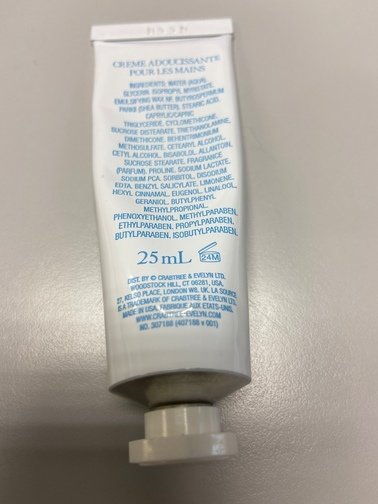 CREME ADOUCISSANTE
POUR LES MAINS
INGREDIENTS: WATER (AQUA),
GLYCERIN, ISOPROPYL MYRISTATE,
EMULSIFYING WAX NF, BUTYROSPERMUM
PARKII (SHEA BUTTER), STEARIC ACID,
CAPRYLIC/CAPRIC
TRIGLYCERIDE, CYCLOMETHICONE,
SUCROSE DISTEARATE, TRIETHANOLAMINE,
DIMETHICONE, BEHENTRIMONIUM
METHOSULFATE, CETEARYL ALCOHOL,
CETYL ALCOHOL, BISABOLOL, ALLANTOIN,
SUCROSE STEARATE, FRAGRANCE
(PARFUM), PROLINE, SODIUM LACTATE,
SODIUM PCA, SORBITOL, DISODIUM
EDTA, BENZYL SALICYLATE, LIMONENE,
HEXYL CINNAMAL, EUGENOL, LINALOOL,
GERANIOL, BUTYLPHENYL
METHYLPROPIONAL,
PHENOXYETHANOL, METHYLPARABEN,
ETHYLPARABEN, PROPYLPARABEN,
BUTYLPARABEN, ISOBUTYLPARABEN.
25 mL 24M
DIST. BY © CRABTREE & EVELYN LTD.
WOODSTOCK HILL, CT 06281, USA,
27, KELSO PLACE, LONDON W8. UK. LA SOURCE
IS A TRADEMARK OF CRABTREE & EVELYN LTD.
MADE IN USA, FABRIQUE AUX ETATS-UNIS.
WWW.CRABTREE-EVELYN.COM
NO. 307168 (407168 v 001)